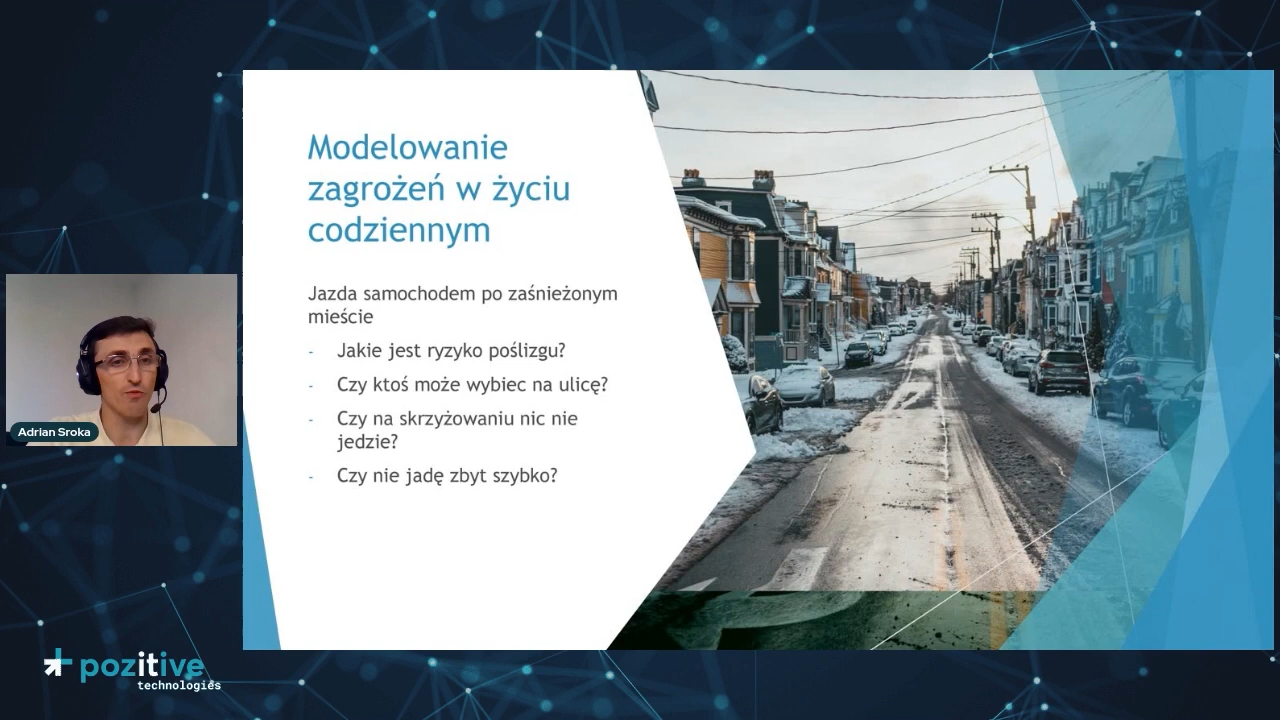 Modelowanie
zagrożeń w życiu
codziennym
Jazda samochodem po zaśnieżonym
mieście
- Jakie jest ryzyko poślizgu?
- Czy ktoś może wybiec na ulicę?
- Czy na skrzyżowaniu nic nie
jedzie?
- Czy nie jadę zbyt szybko?
Adrian Sroka
pozitive
technologies